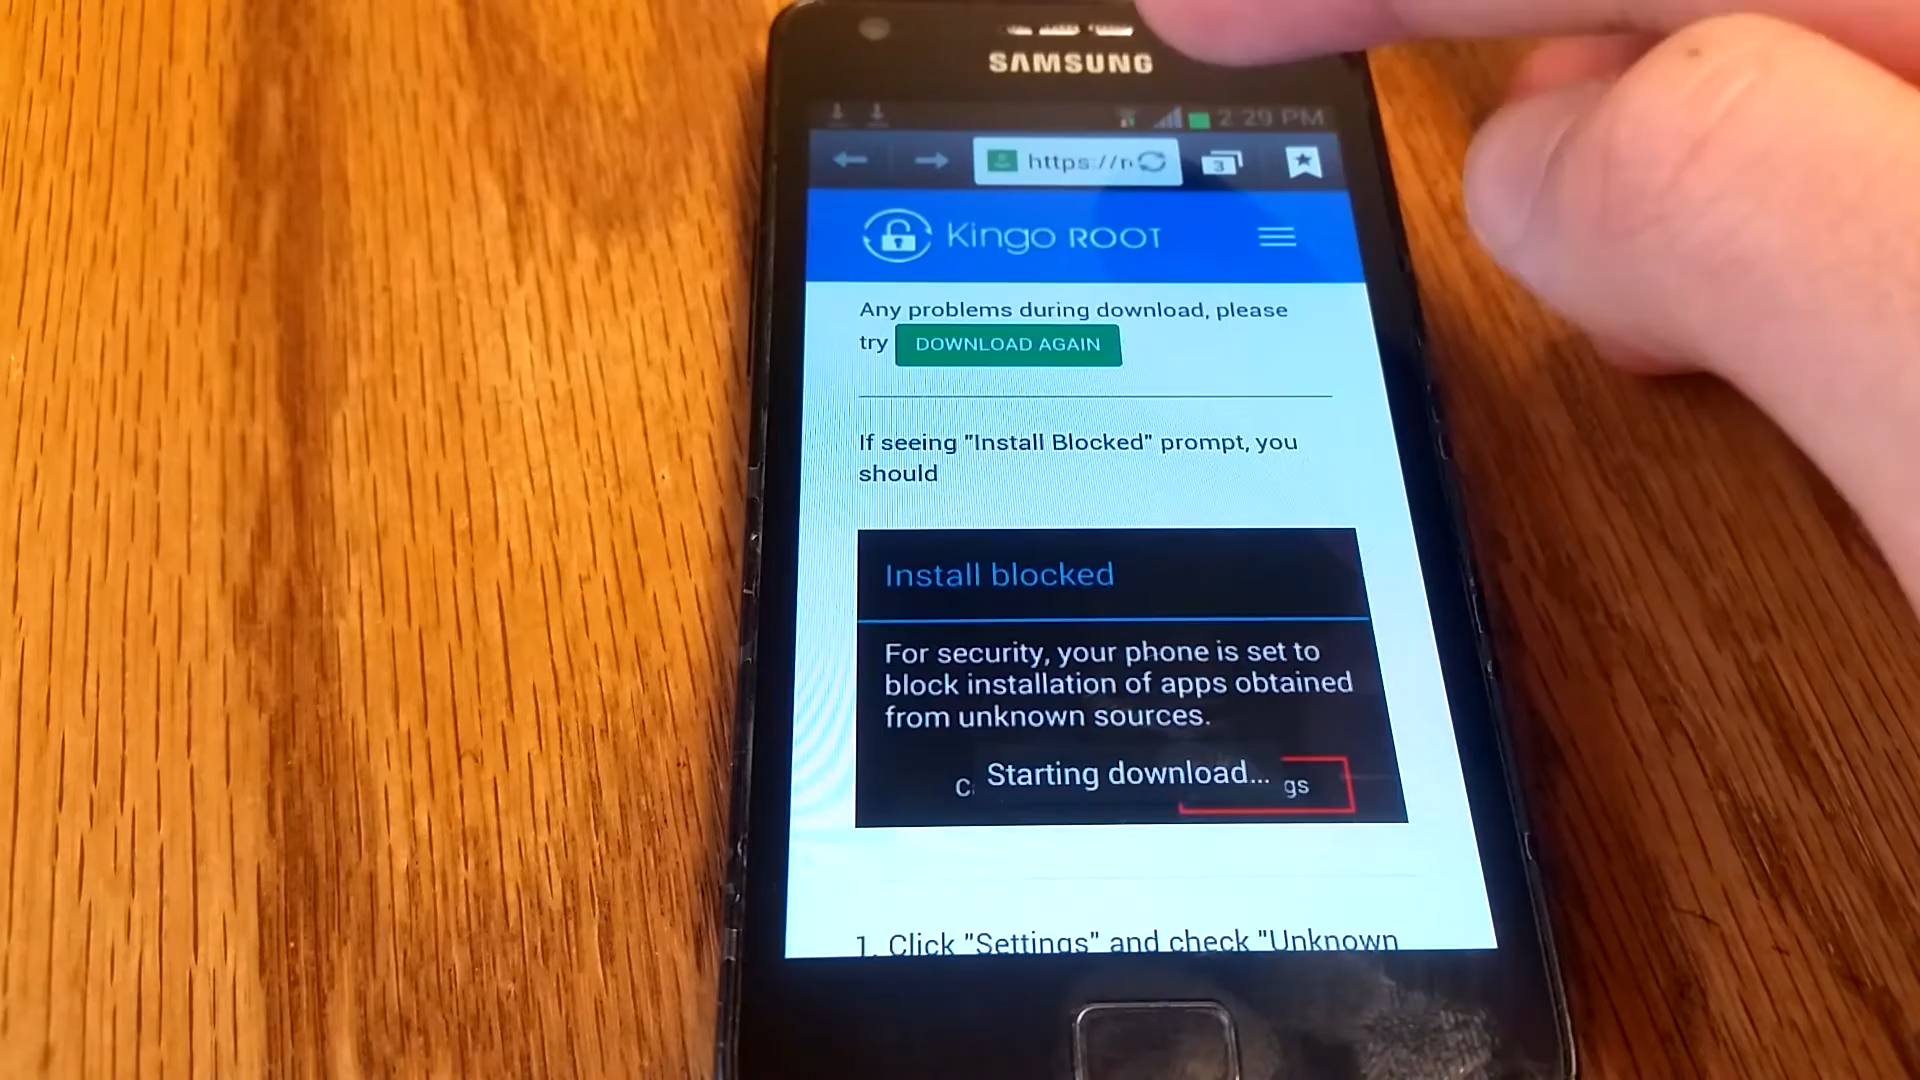 SAMSUNG
2:29 PM
https://r
3
Kingo ROOT
Any problems during download, please
try DOWNLOAD AGAIN
If seeing "Install Blocked" prompt, you
should
Install blocked
For security, your phone is set to
block installation of apps obtained
from unknown sources.
Starting download...
C
gs
1. Click "Settings" and check "Unknown